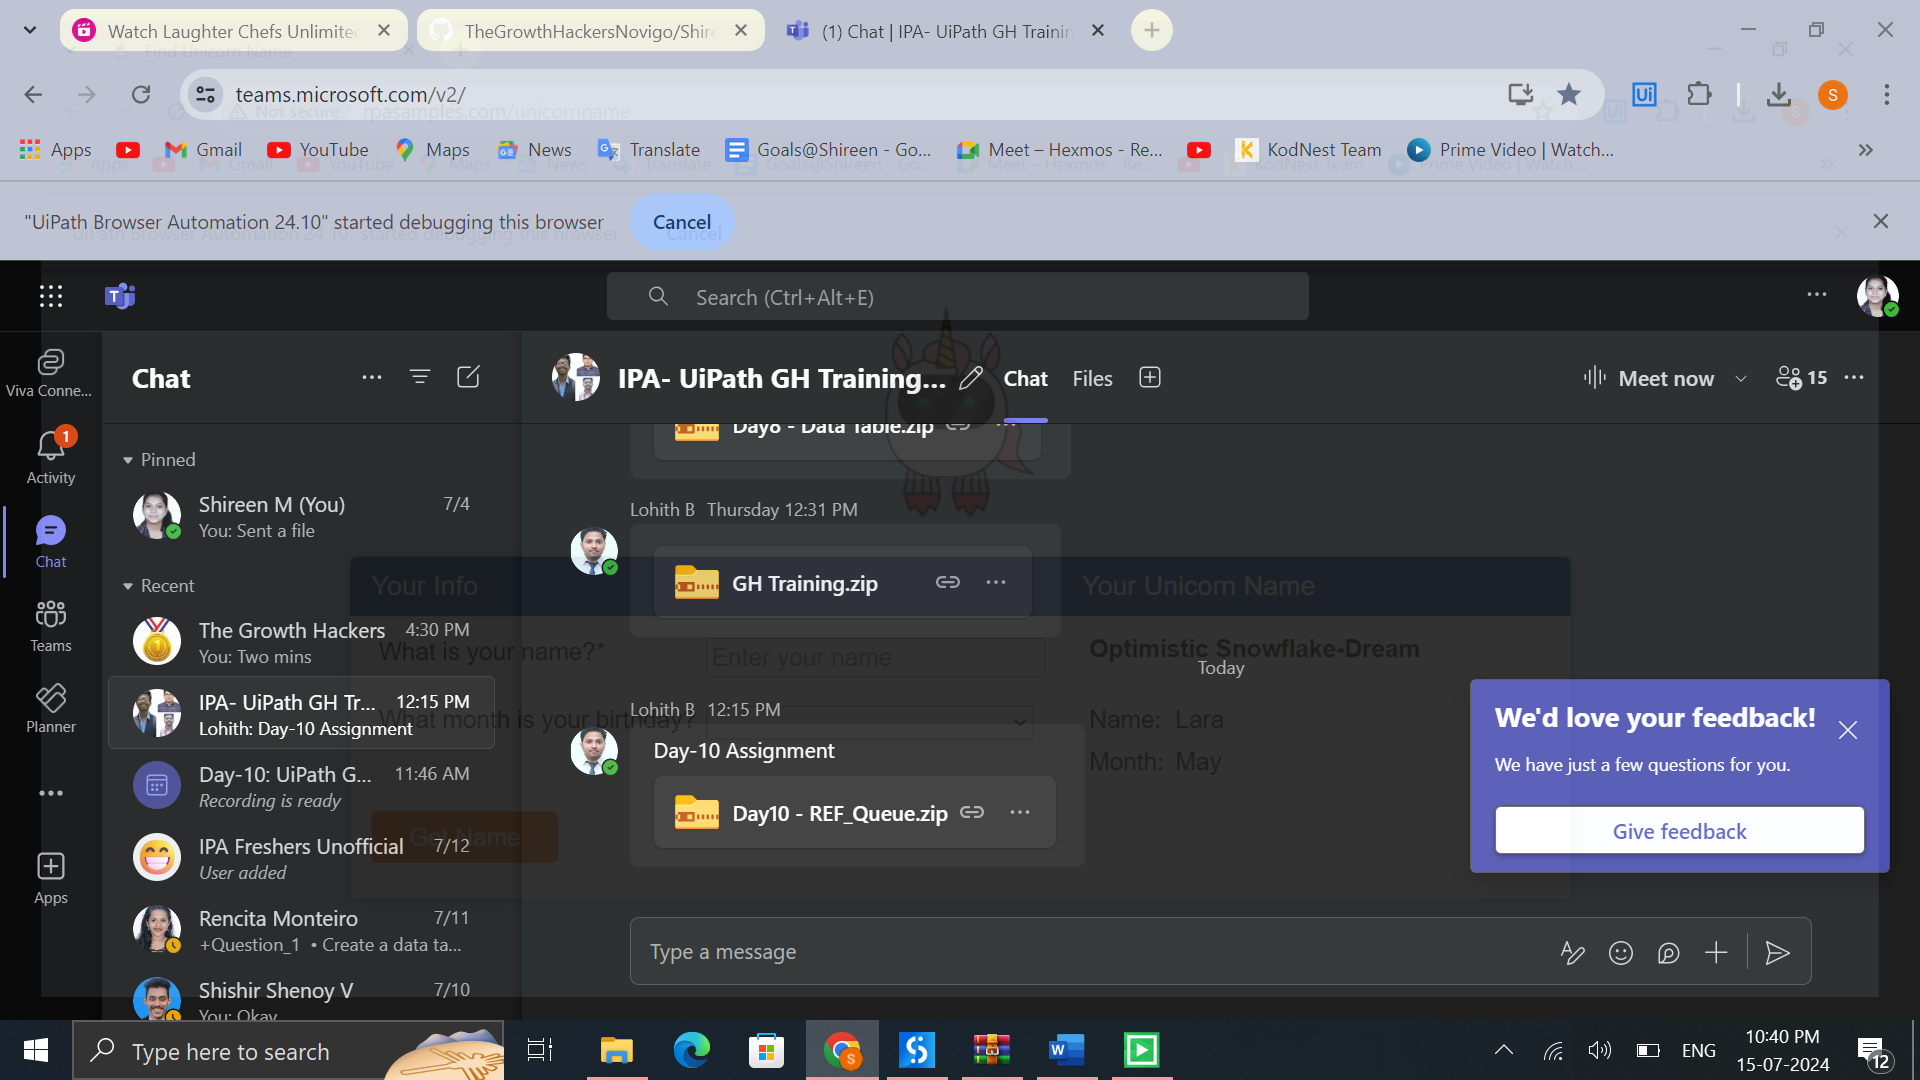 Watch Laughter Chefs Unlimite
TheGrowthHackersNovigo/Shire
(1) Chat | IPA- UiPath GH Trainin
Find Unicorn Name
teams.microsoft.com/v2/
Not secure rpasamples.com/unicornname
Apps
Gmail
YouTube
Maps
News
Translate
Goals@Shireen - Go...
Meet – Hexmos - Re...
KodNest Team
Prime Video | Watch...
"UiPath Browser Automation 24.10" started debugging this browser
Cancel
Search (Ctrl+Alt+E)
Viva Conne...
1
Activity
Chat
Teams
Planner
Apps
Chat
Pinned
Shireen M (You) 7/4
You: Sent a file
Recent
The Growth Hackers 4:30 PM
You: Two mins
IPA- UiPath GH Tr... 12:15 PM
Lohith: Day-10 Assignment
Day-10: UiPath G... 11:46 AM
Recording is ready
IPA Freshers Unofficial 7/12
User added
Rencita Monteiro 7/11
+Question_1 • Create a data ta...
Shishir Shenoy V 7/10
You: Okay
IPA- UiPath GH Training...
Chat
Files
Meet now
15
Day8 - Data Table.zip
Lohith B Thursday 12:31 PM
GH Training.zip
Your Info
Your Unicorn Name
What is your name?*
Enter your name
Optimistic Snowflake-Dream
Today
Lohith B 12:15 PM
What month is your birthday?
Name: Lara
Day-10 Assignment
Month: May
Day10 - REF_Queue.zip
Get Name
We'd love your feedback!
We have just a few questions for you.
Give feedback
Type a message
Type here to search
ENG
10:40 PM
15-07-2024
12